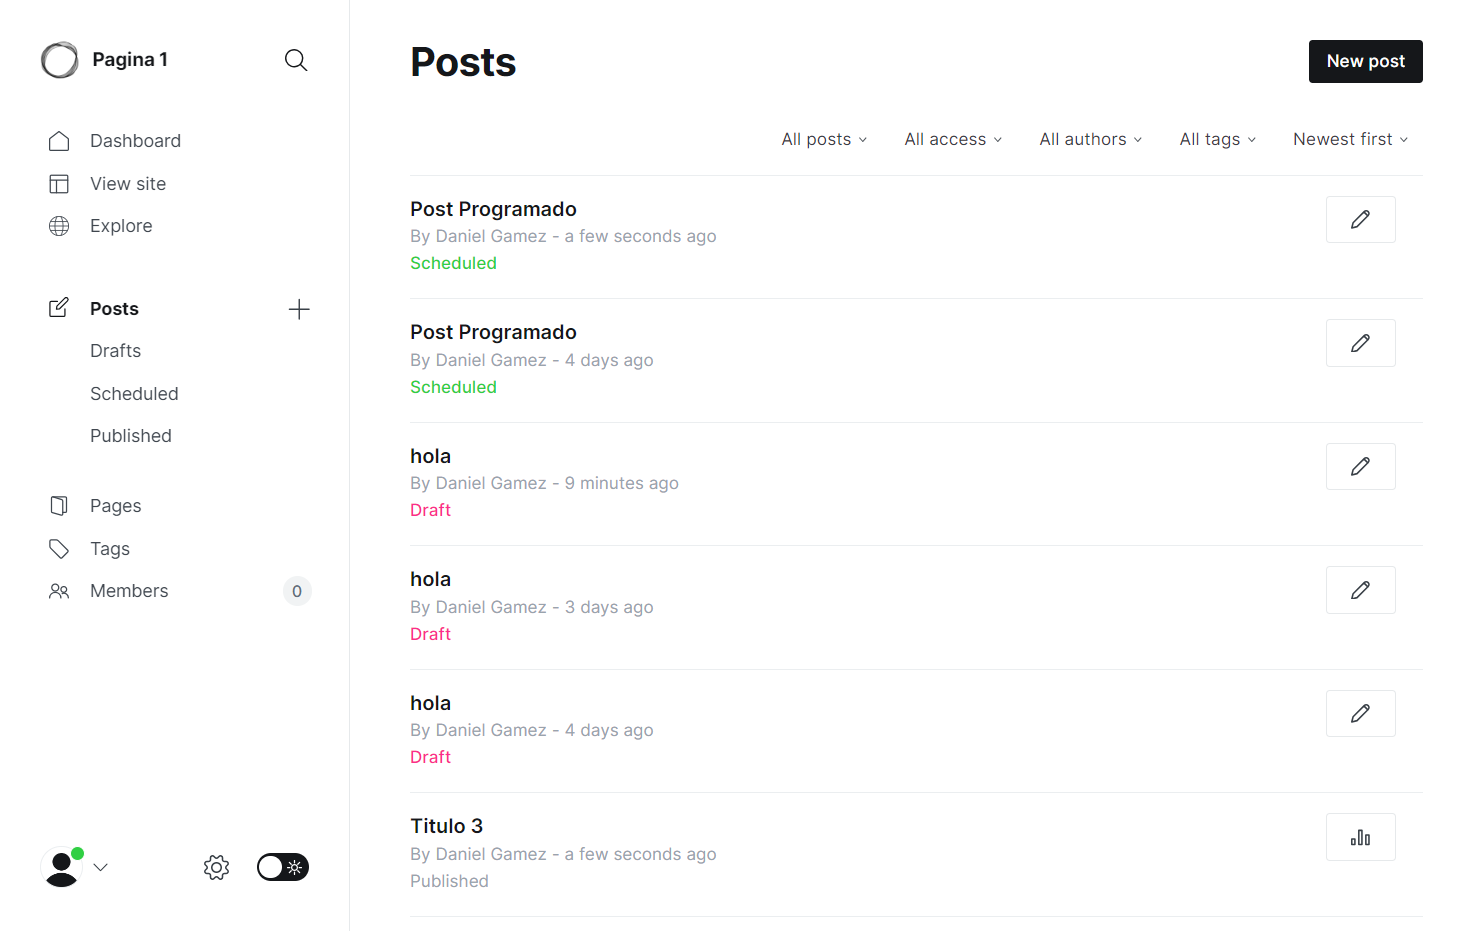 Pagina 1
Dashboard
View site
Explore
Posts
Drafts
Scheduled
Published
Pages
Tags
Members
0
Posts
New post
All posts
All access
All authors
All tags
Newest first
Post Programado
By Daniel Gamez - a few seconds ago
Scheduled
Post Programado
By Daniel Gamez - 4 days ago
Scheduled
hola
By Daniel Gamez - 9 minutes ago
Draft
hola
By Daniel Gamez - 3 days ago
Draft
hola
By Daniel Gamez - 4 days ago
Draft
Titulo 3
By Daniel Gamez - a few seconds ago
Published